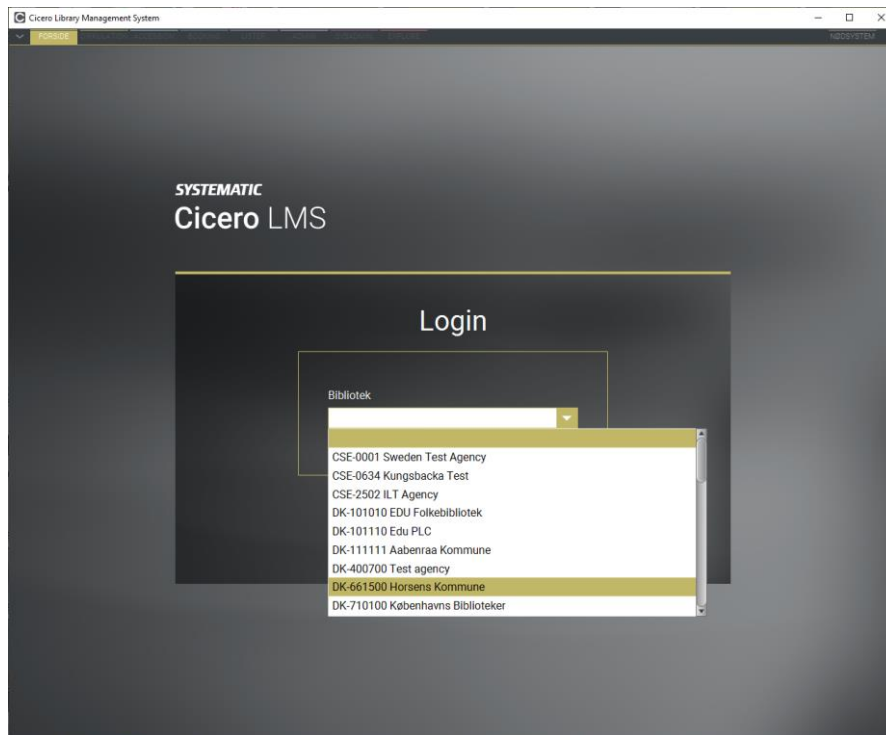 Cicero Library Management System
FORSIDE
NØDSYSTEM
SYSTEMATIC
Cicero LMS
Login
Bibliotek
CSE-0001 Sweden Test Agency
CSE-0634 Kungsbacka Test
CSE-2502 ILT Agency
DK-101010 EDU Folkebibliotek
DK-101110 Edu PLC
DK-111111 Aabenraa Kommune
DK-400700 Test agency
DK-661500 Horsens Kommune
DK-710100 Københavns Biblioteker